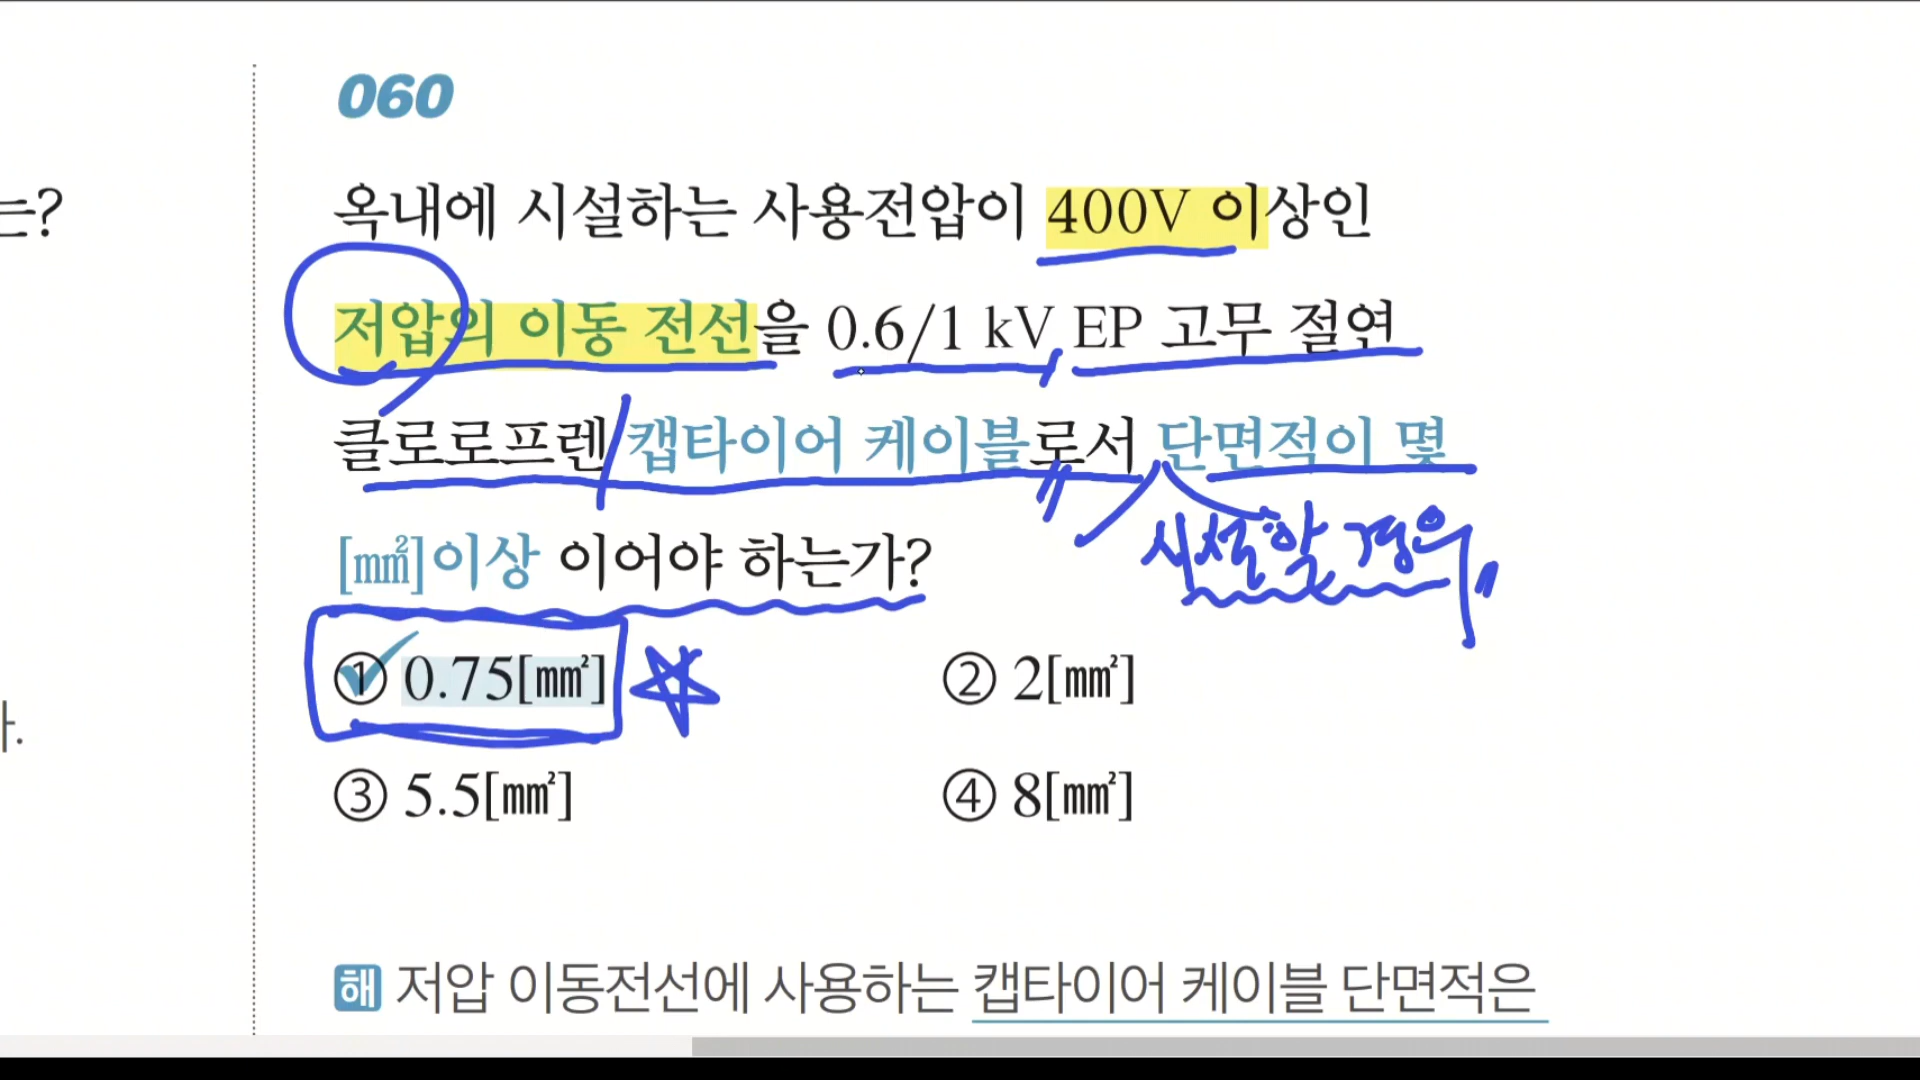 060
는?
옥내에 시설하는 사용전압이 400V 이상인
저압의 이동 전선을 0.6/1 kV EP 고무 절연
클로로프렌 캡타이어 케이블로서 단면적이 몇
시설할 경우
[㎟]이상 이어야 하는가?
① 0.75[㎟] ② 2[㎟]
다.
③ 5.5[㎟] ④ 8[㎟]
해 저압 이동전선에 사용하는 캡타이어 케이블 단면적은